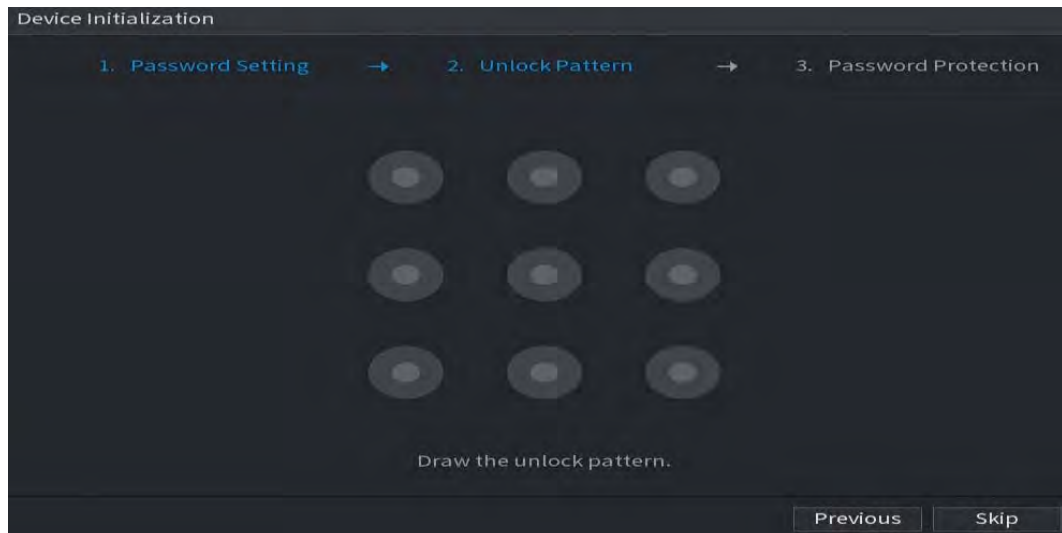 Device Initialization
1. Password Setting → 2. Unlock Pattern → 3. Password Protection
Draw the unlock pattern.
Previous Skip